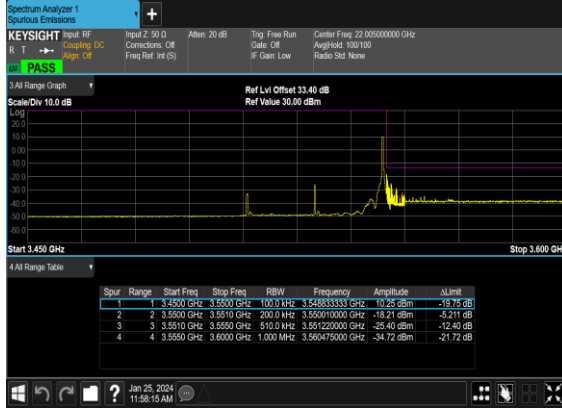 Spectrum Analyzer 1
Spurious Emissions
+
KEYSIGHT Input: RF Input Z: 50 Ω Atten: 20 dB Trig: Free Run Center Freq: 22.005000000 GHz
R T Coupling: DC Corrections: Off Gate: Off Avg|Hold: 100/100
Align: Off Freq Ref: Int (S) IF Gain: Low Radio Std: None
PASS
3 All Range Graph
Ref Lvl Offset 33.40 dB
Scale/Div 10.0 dB Ref Value 30.00 dBm
Log
20.0
10.0
0.00
-10.0
-20.0
-30.0
-40.0
-50.0
-60.0
Start 3.450 GHz Stop 3.600 GH
4 All Range Table
Spur Range Start Freq Stop Freq RBW Frequency Amplitude ΔLimit
1 1 3.4500 GHz 3.5500 GHz 100.0 kHz 3.548833333 GHz 10.25 dBm -19.75 dB
2 2 3.5500 GHz 3.5510 GHz 200.0 kHz 3.550010000 GHz -18.21 dBm -5.211 dB
3 3 3.5510 GHz 3.5550 GHz 510.0 kHz 3.551220000 GHz -25.40 dBm -12.40 dB
4 4 3.5550 GHz 3.6000 GHz 1.000 MHz 3.560475000 GHz -34.72 dBm -21.72 dB
? Jan 25, 2024
11:58:15 AM